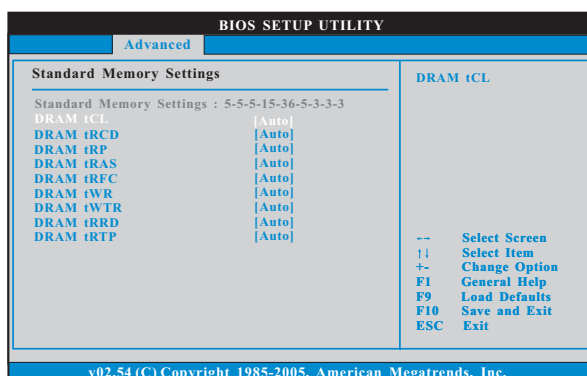 BIOS SETUP UTILITY
Advanced
Standard Memory Settings
Standard Memory Settings : 5-5-5-15-36-5-3-3-3
DRAM tCL [Auto]
DRAM tRCD [Auto]
DRAM tRP [Auto]
DRAM tRAS [Auto]
DRAM tRFC [Auto]
DRAM tWR [Auto]
DRAM tWTR [Auto]
DRAM tRRD [Auto]
DRAM tRTP [Auto]
DRAM tCL
←→ Select Screen
↑↓ Select Item
+- Change Option
F1 General Help
F9 Load Defaults
F10 Save and Exit
ESC Exit
v02.54 (C) Copyright 1985-2005, American Megatrends, Inc.